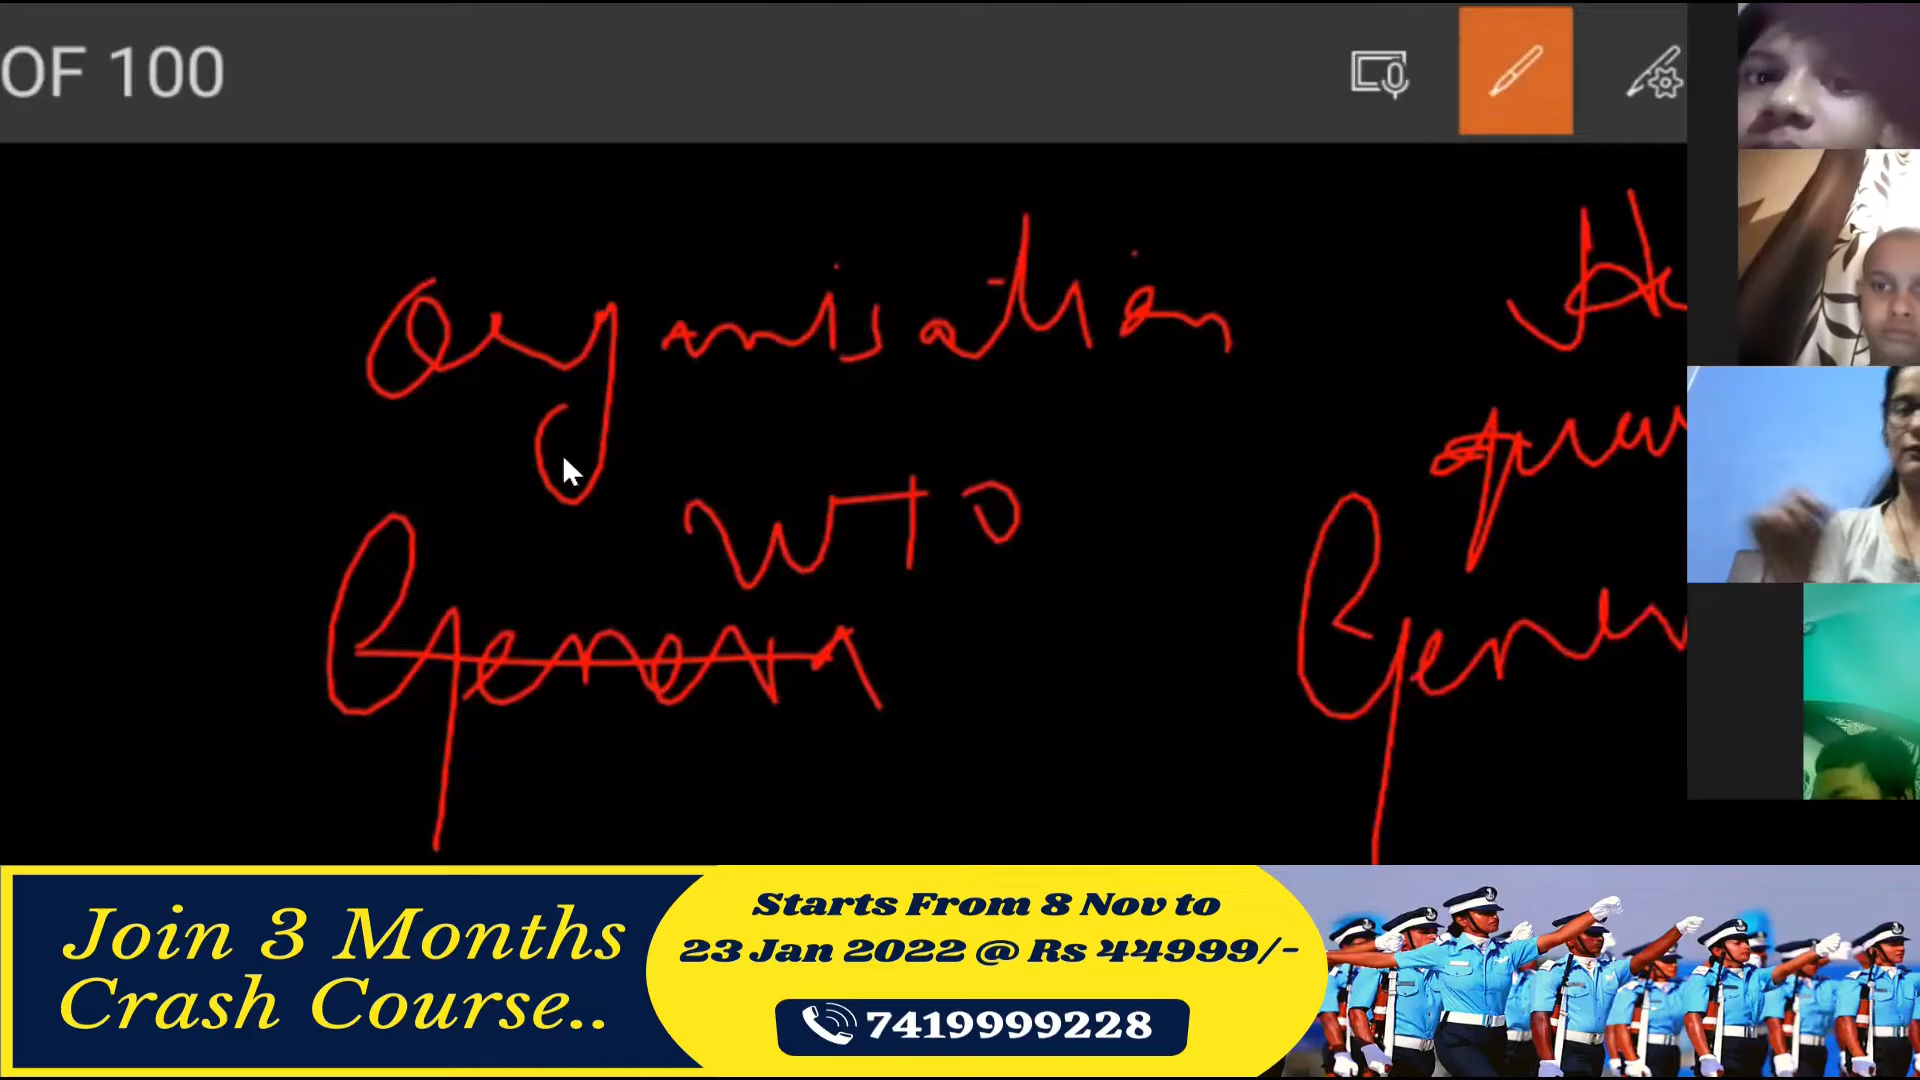 OF 100
Organisation
WTO
Geneva
Join 3 Months
Crash Course..
Starts From 8 Nov to
23 Jan 2022 @ Rs 44999/-
7419999228